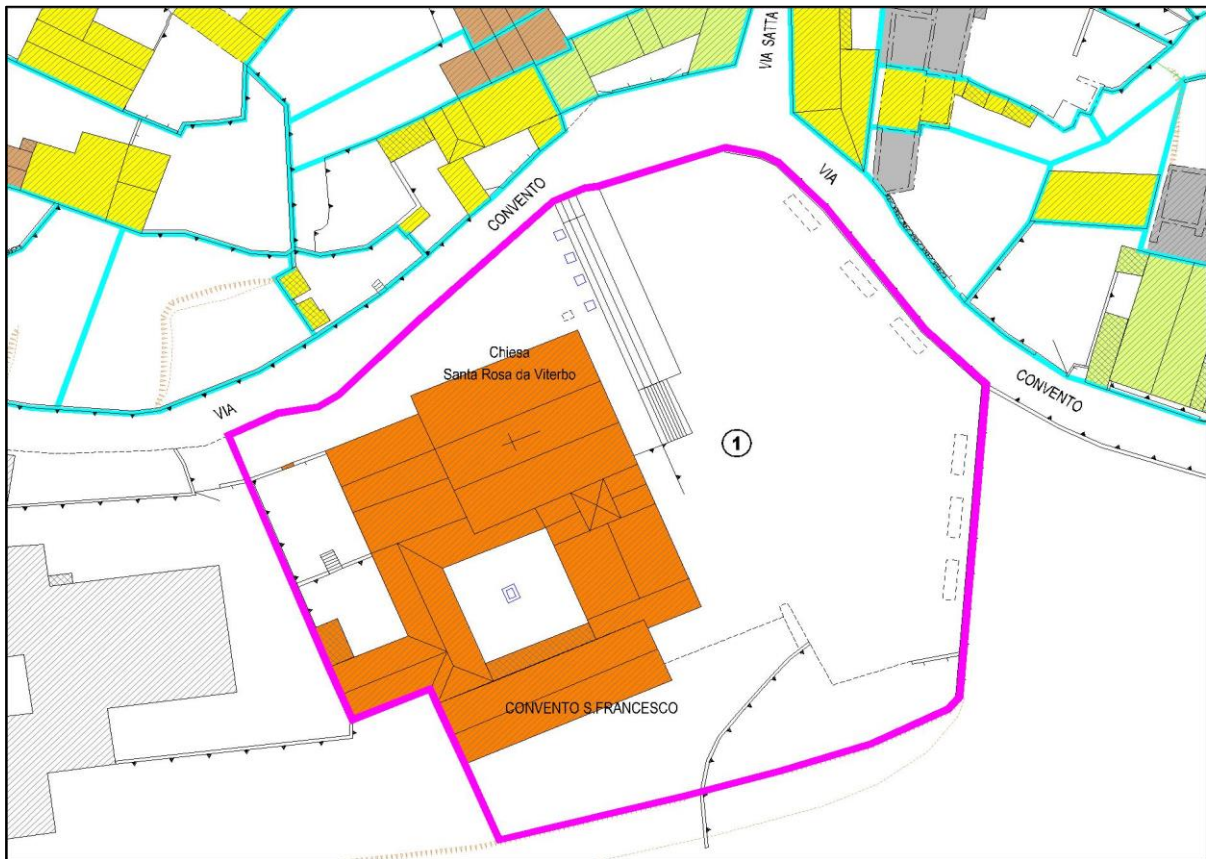 VIA SATTA
CONVENTO
VIA
Chiesa
Santa Rosa da Viterbo
VIA
CONVENTO
1
CONVENTO S.FRANCESCO